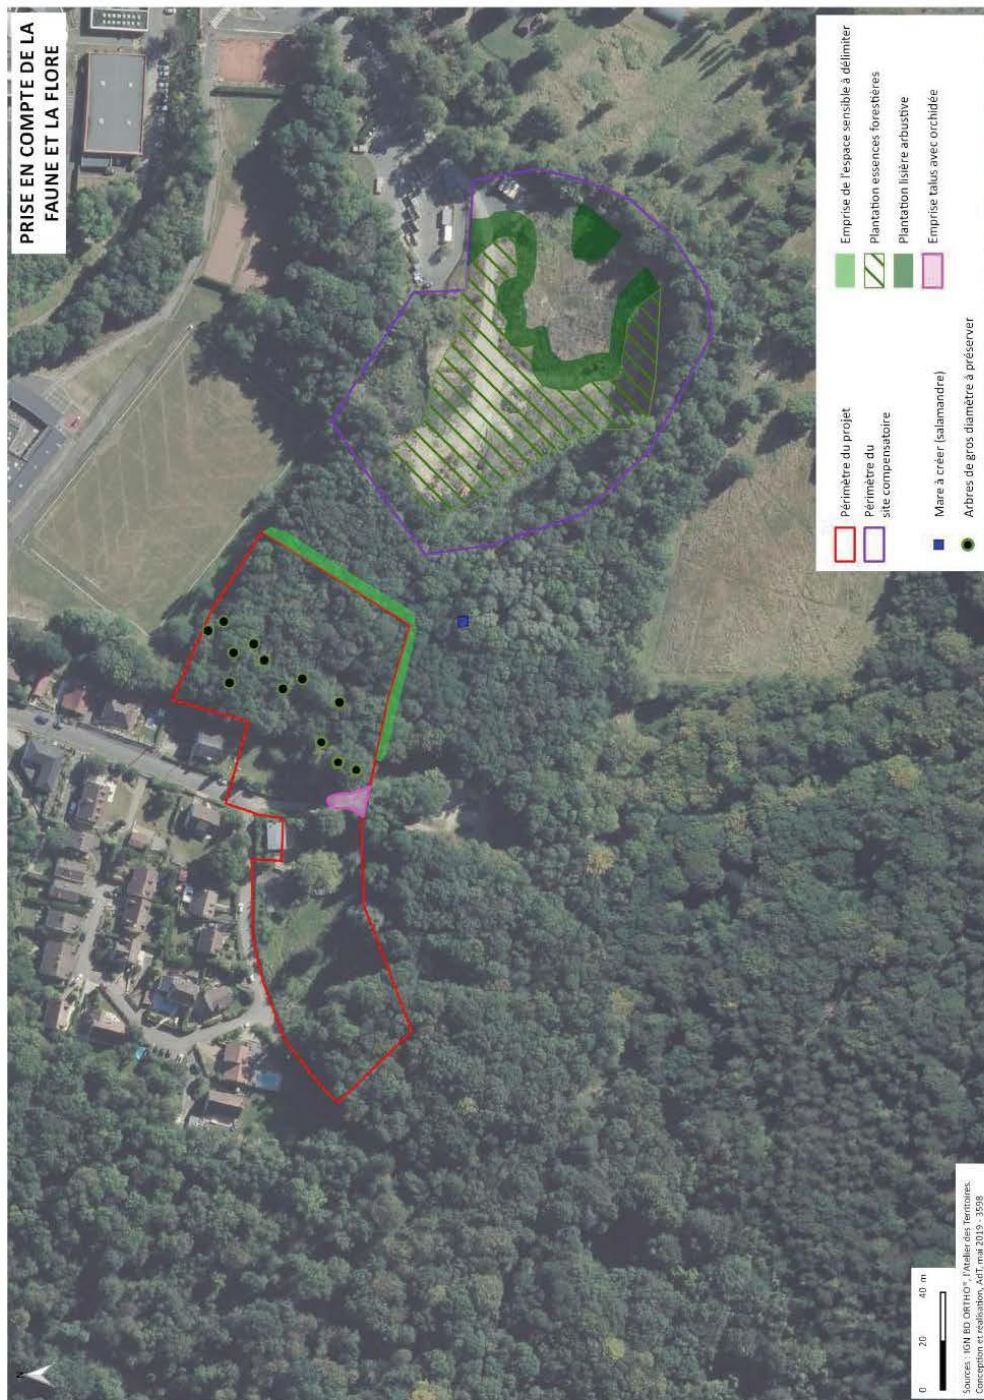 PRISE EN COMPTE DE LA
FAUNE ET LA FLORE
N
Périmètre du projet
Périmètre du
site compensatoire
Mare à créer (salamandre)
Arbres de gros diamètre à préserver
Emprise de l'espace sensible à délimiter
Plantation essences forestières
Plantation lisière arbustive
Emprise talus avec orchidée
0 20 40 m
Sources : IGN BD ORTHO®, l'Atelier des Territoires.
Conception et réalisation, AdT, mai 2019 - 3598